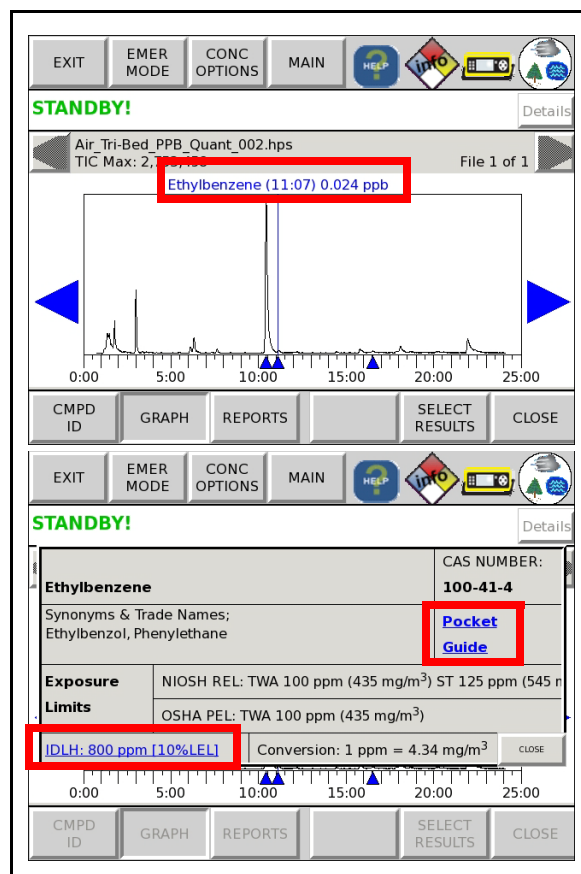 EXIT
EMER MODE
CONC OPTIONS
MAIN
HELP
info
STANDBY!
Details
Air_Tri-Bed_PPB_Quant_002.hps
TIC Max: 2,
File 1 of 1
Ethylbenzene (11:07) 0.024 ppb
0:00 5:00 10:00 15:00 20:00 25:00
CMPD ID
GRAPH
REPORTS
SELECT RESULTS
CLOSE
EXIT
EMER MODE
CONC OPTIONS
MAIN
HELP
info
STANDBY!
Details
CAS NUMBER:
Ethylbenzene
100-41-4
Synonyms & Trade Names;
Ethylbenzol, Phenylethane
Pocket
Guide
Exposure
Limits
NIOSH REL: TWA 100 ppm (435 mg/m³) ST 125 ppm (545 m
OSHA PEL: TWA 100 ppm (435 mg/m³)
IDLH: 800 ppm [10%LEL]
Conversion: 1 ppm = 4.34 mg/m³
CLOSE
0:00 5:00 10:00 15:00 20:00 25:00
CMPD ID
GRAPH
REPORTS
SELECT RESULTS
CLOSE